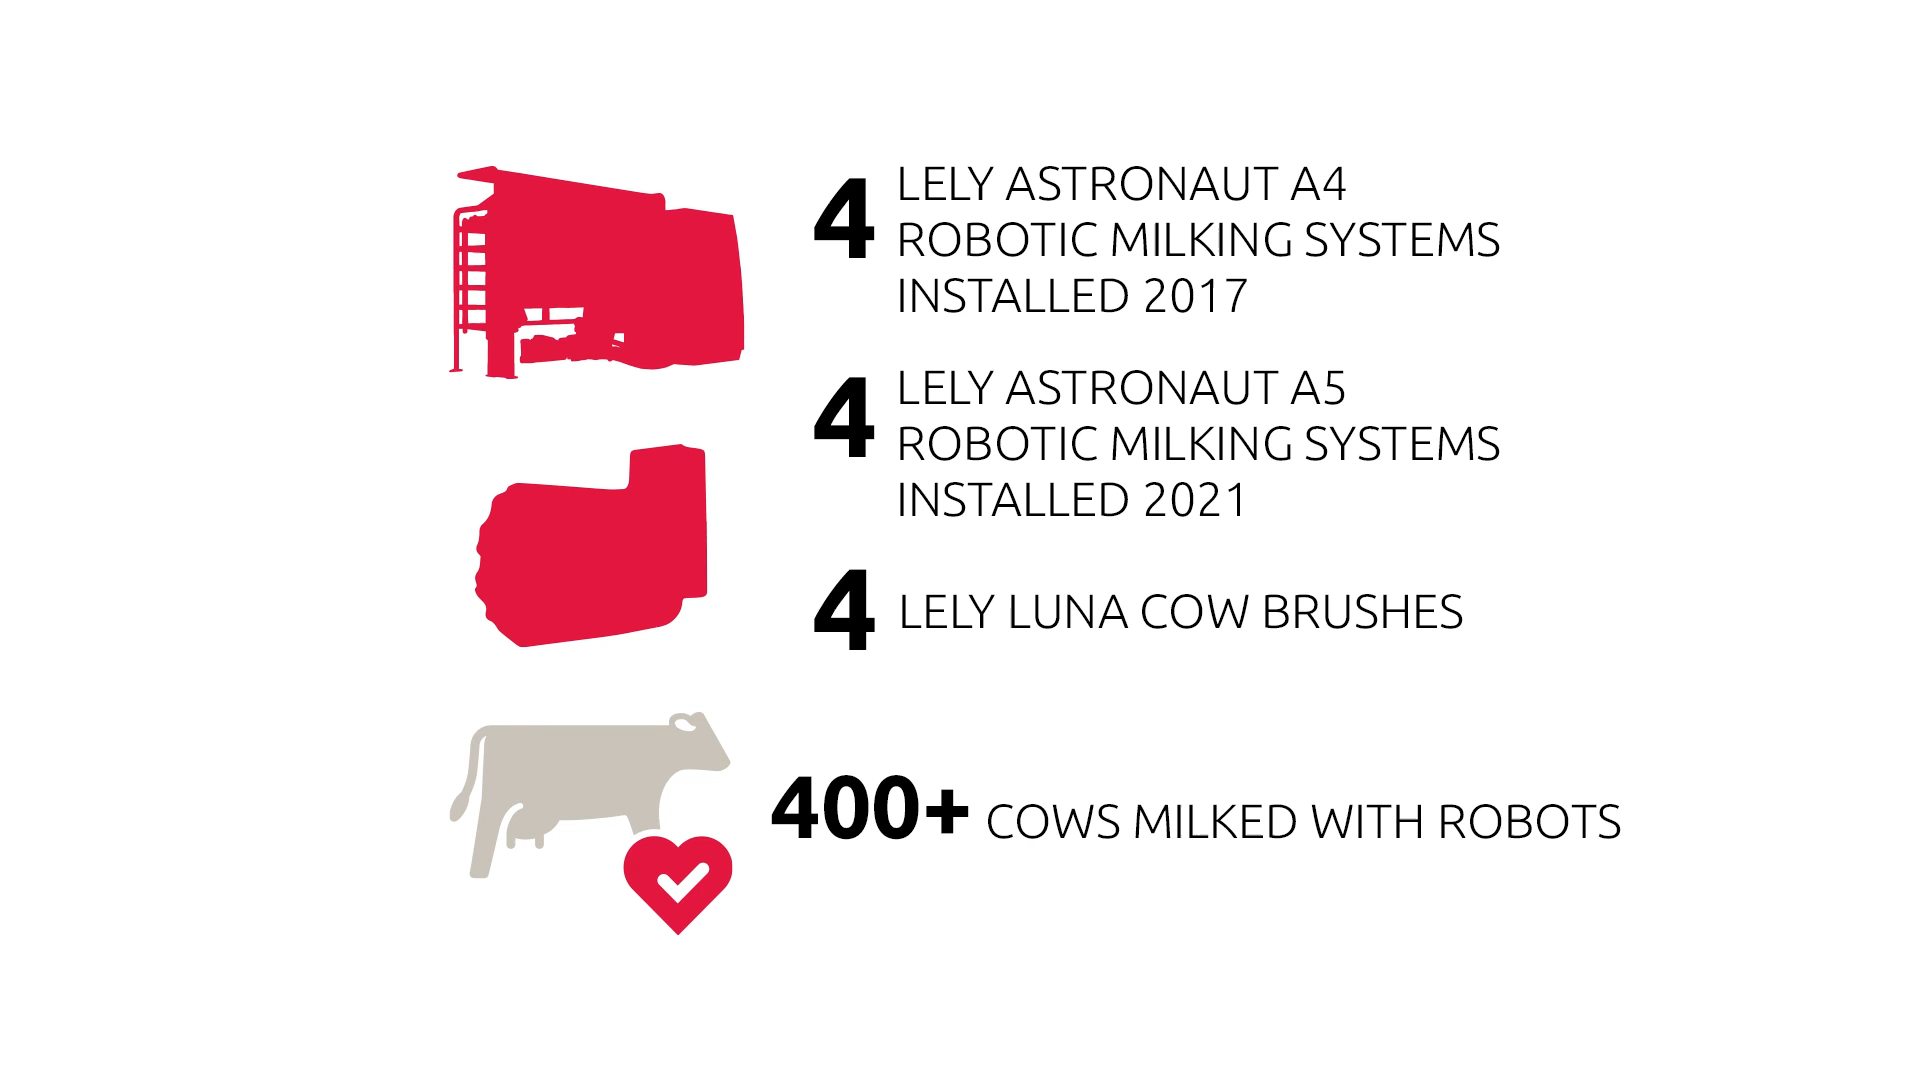 4 LELY ASTRONAUT A4
ROBOTIC MILKING SYSTEMS
INSTALLED 2017
4 LELY ASTRONAUT A5
ROBOTIC MILKING SYSTEMS
INSTALLED 2021
4 LELY LUNA COW BRUSHES
400+ COWS MILKED WITH ROBOTS